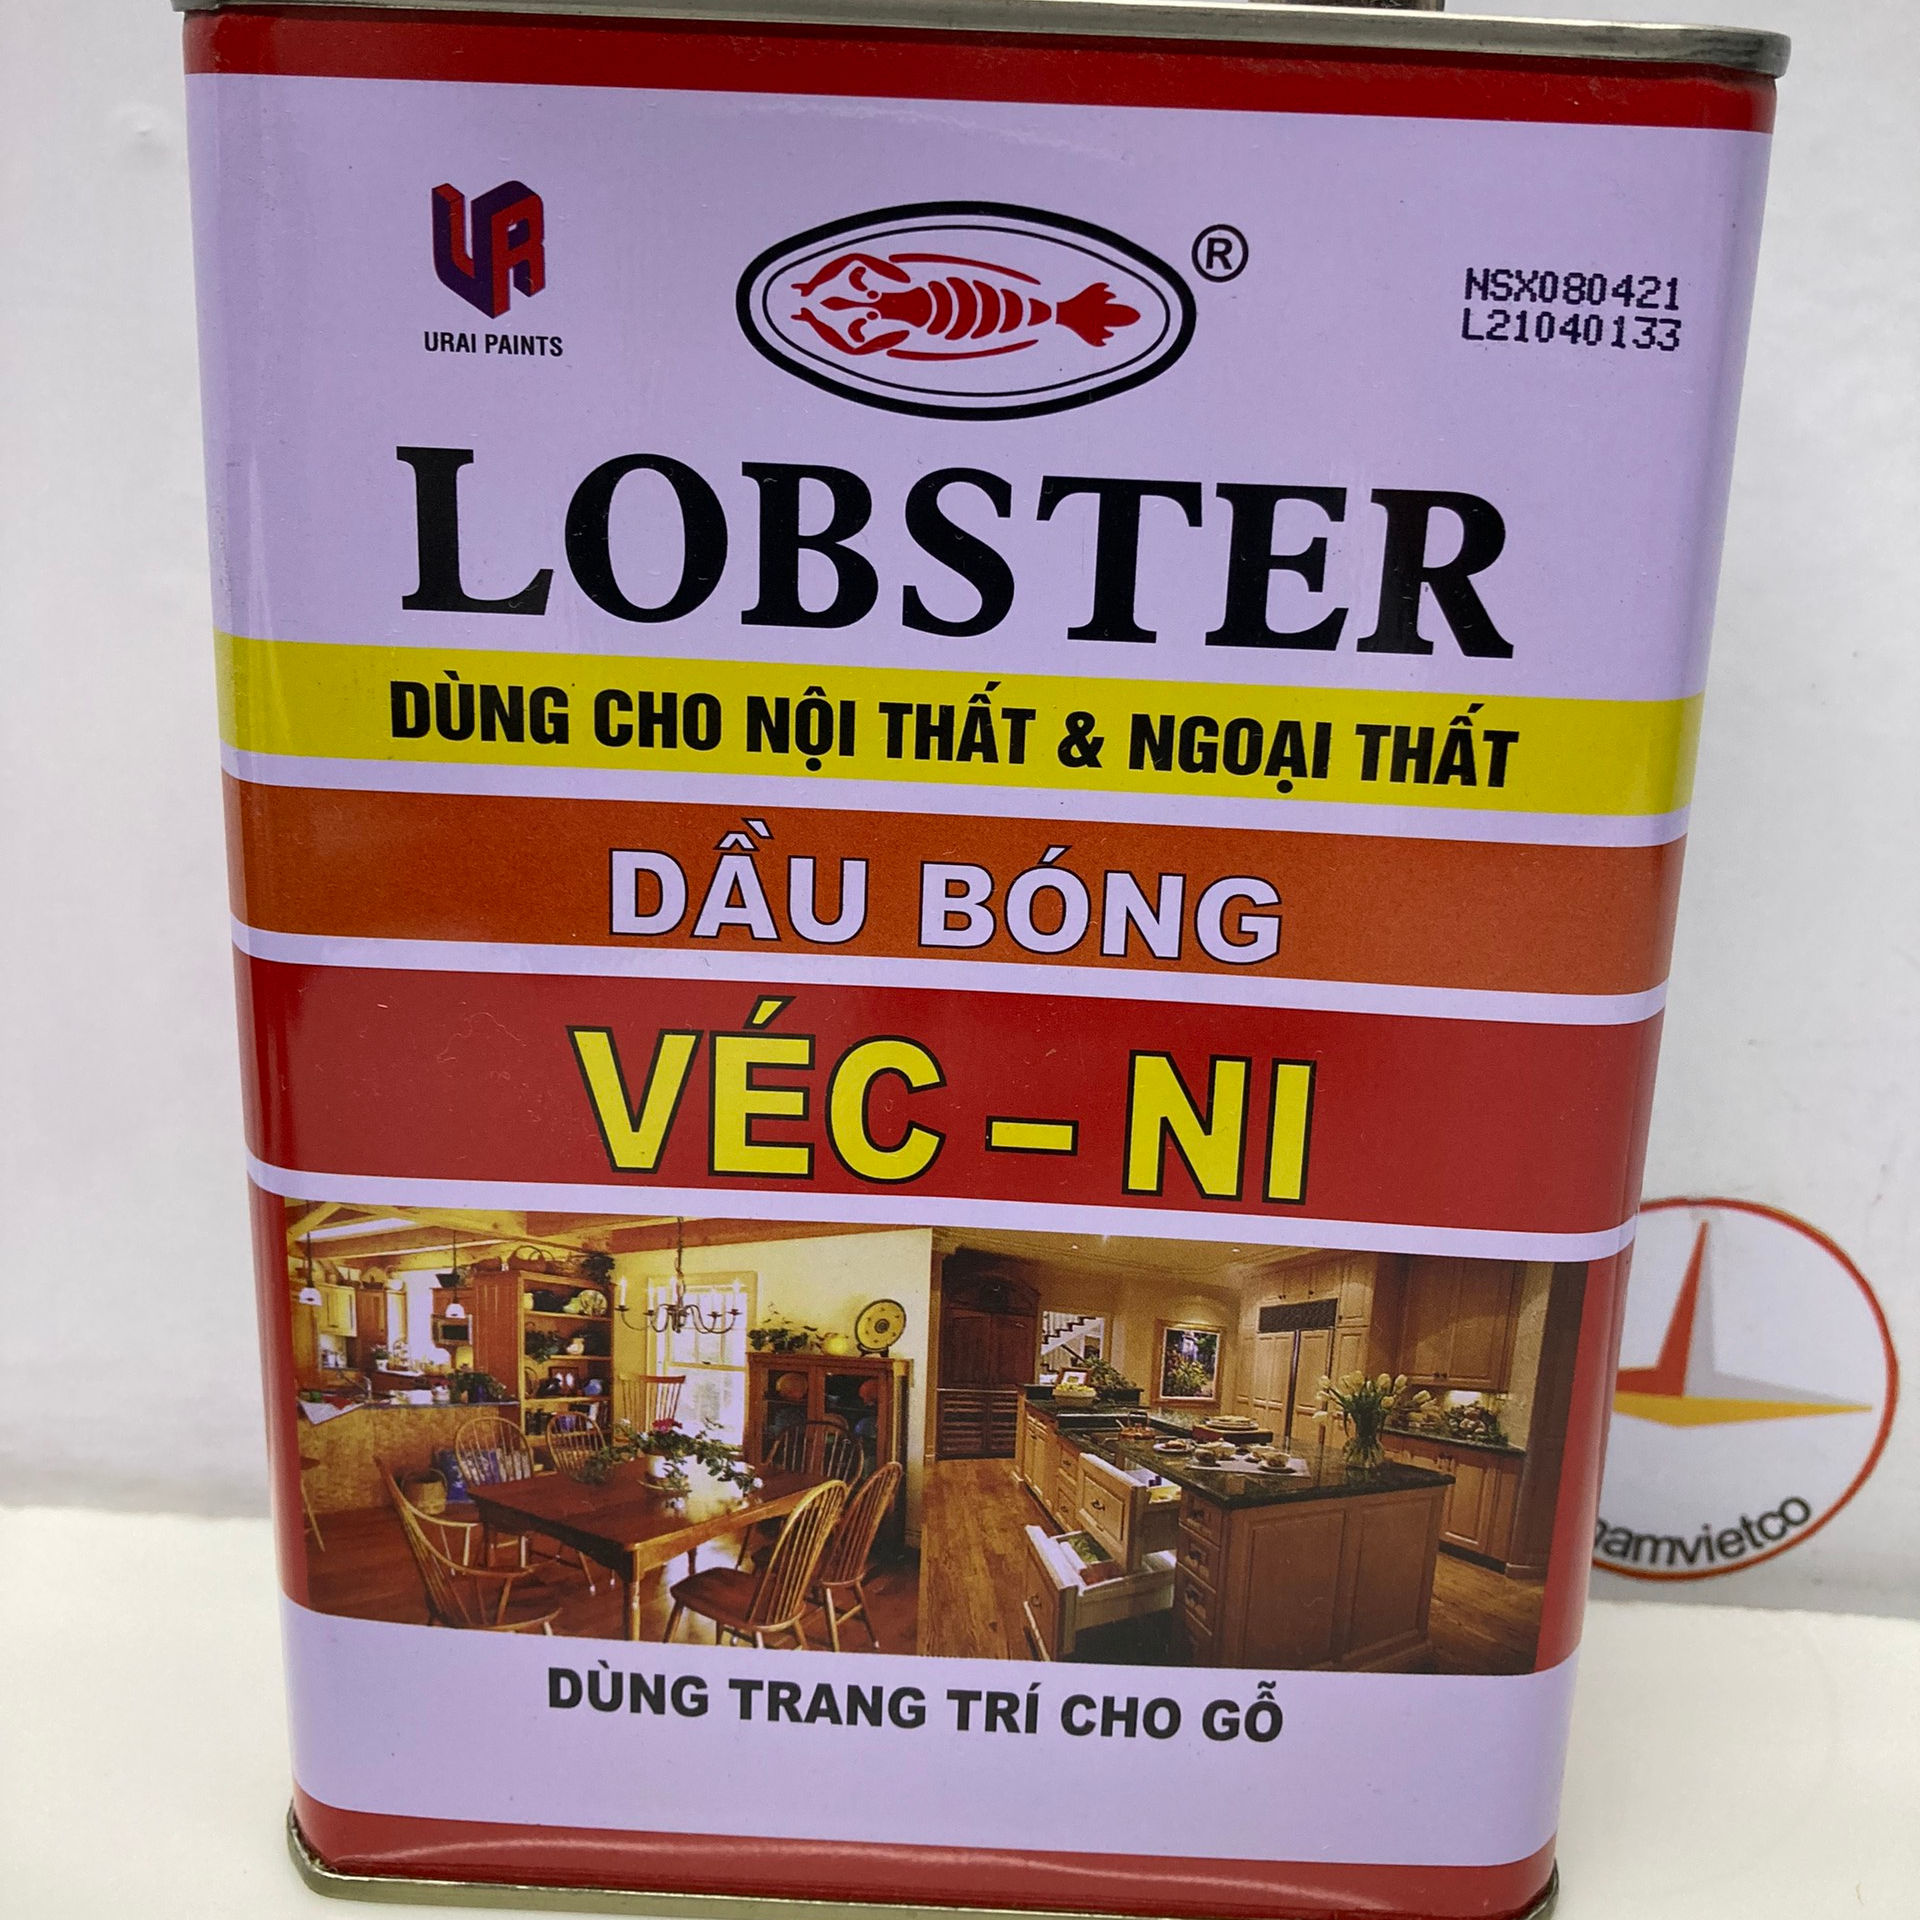 URAI PAINTS
®
NSX080421
L21040133
LOBSTER
DÙNG CHO NỘI THẤT & NGOẠI THẤT
DẦU BÓNG
VÉC – NI
DÙNG TRANG TRÍ CHO GỖ